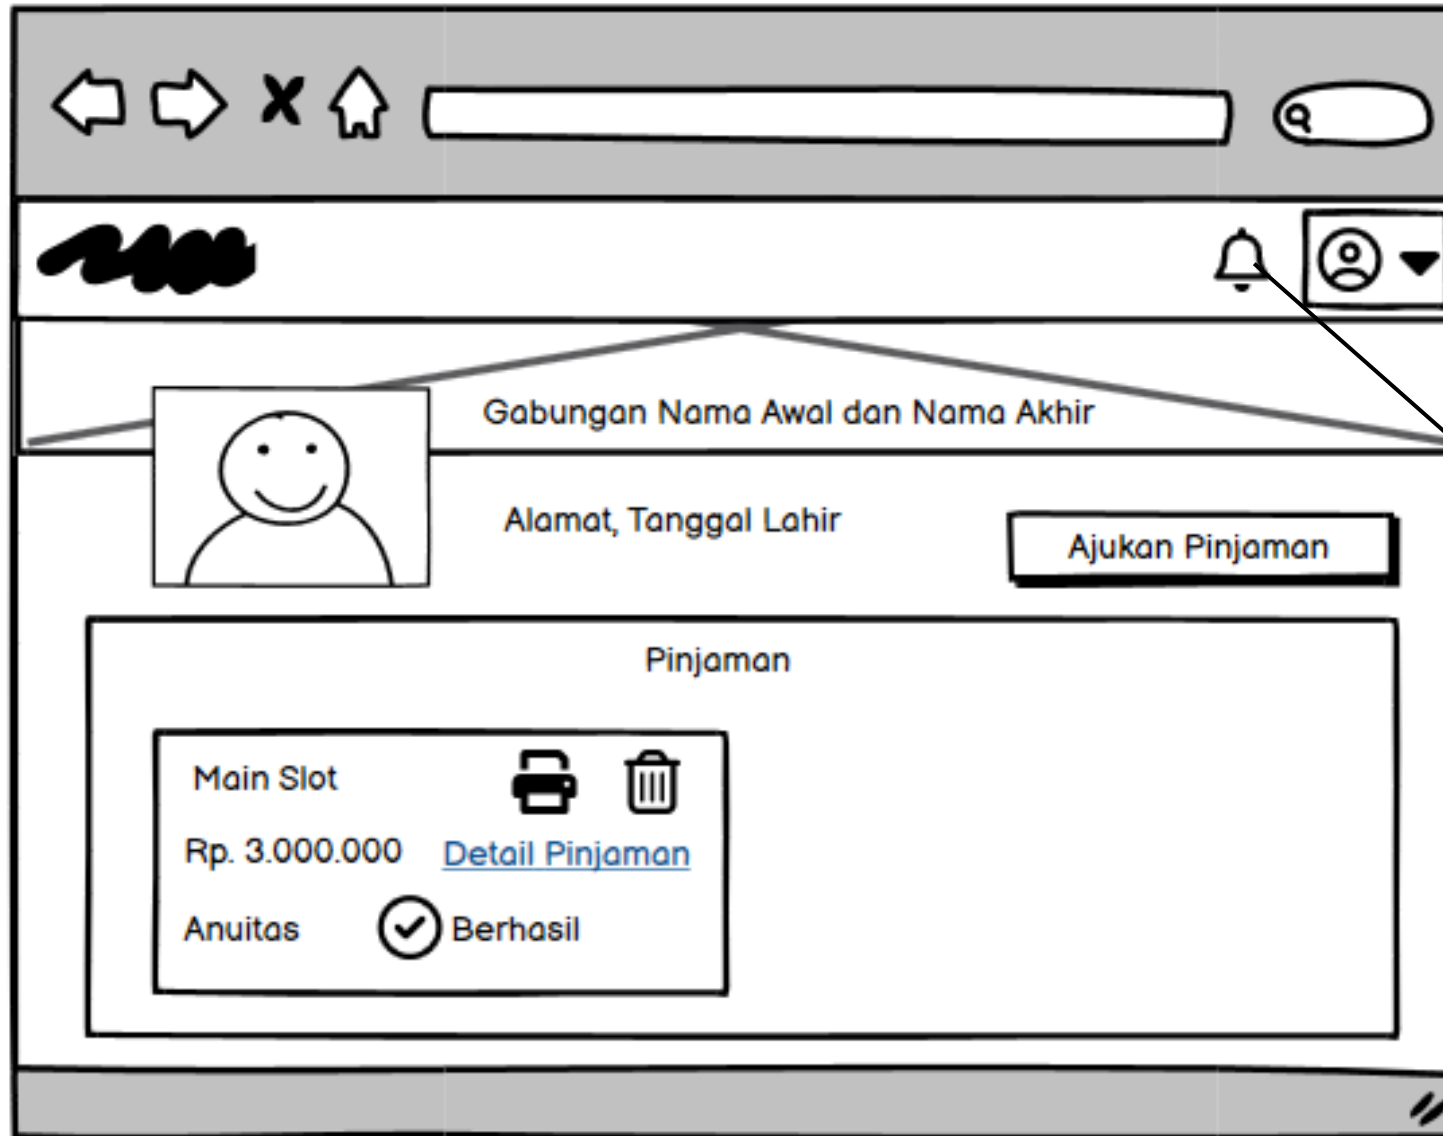 Gabungan Nama Awal dan Nama Akhir
Alamat, Tanggal Lahir
Ajukan Pinjaman
Pinjaman
Main Slot
Rp. 3.000.000 Detail Pinjaman
Anuitas Berhasil